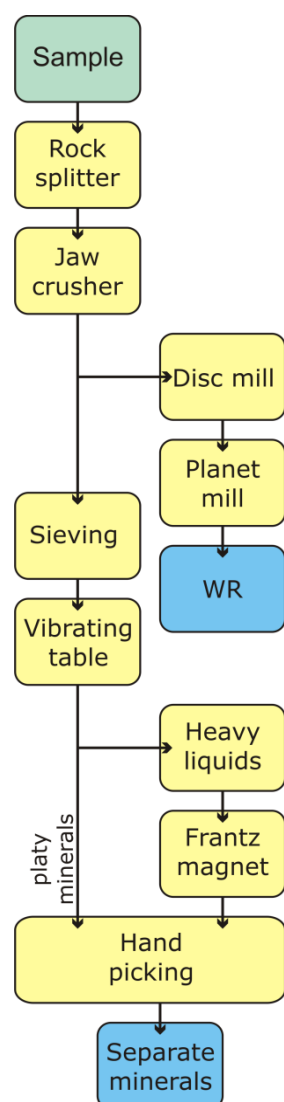 Sample
Rock
splitter
Jaw
crusher
Disc mill
Planet
mill
Sieving
WR
Vibrating
table
Heavy
liquids
platy
minerals
Frantz
magnet
Hand
picking
Separate
minerals